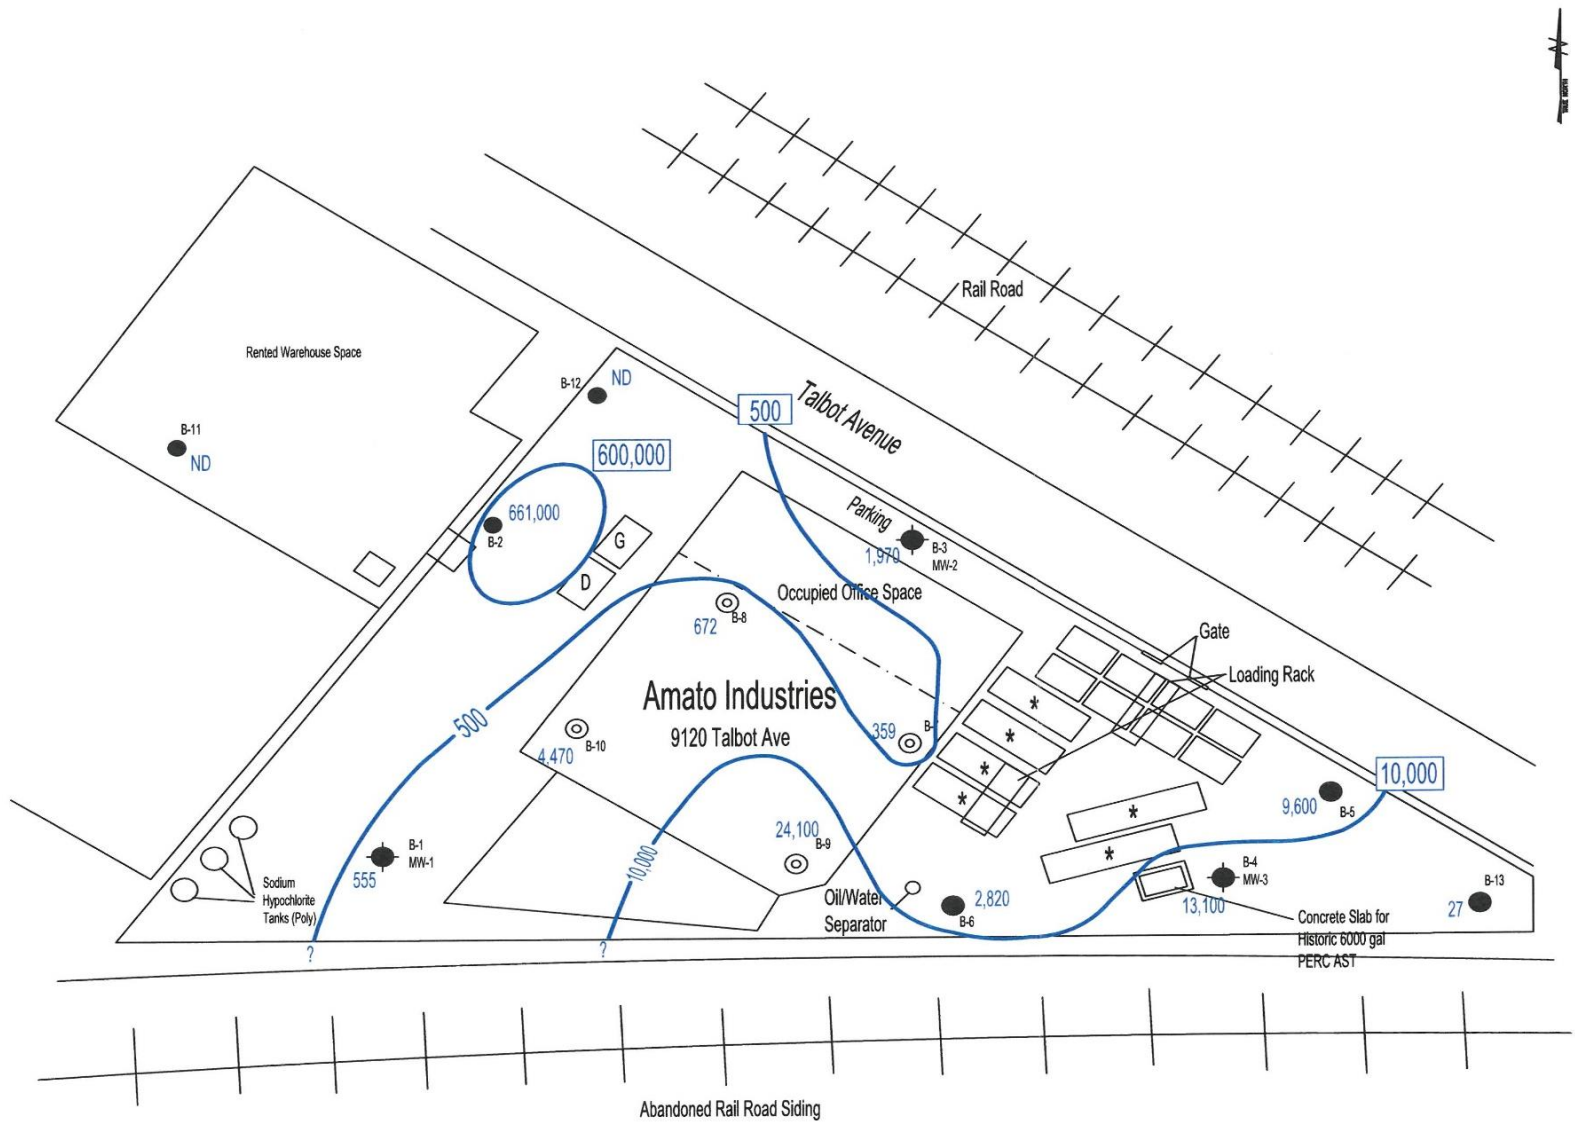 N
TRUE NORTH
Rail Road
Talbot Avenue
Rented Warehouse Space
B-12
ND
500
B-11
ND
600,000
661,000
B-2
G
D
Parking
1,970
B-3
MW-2
Occupied Office Space
672
B-8
Gate
Loading Rack
Amato Industries
9120 Talbot Ave
500
359
B-
B-10
4,470
*
*
*
*
*
*
10,000
9,600
B-5
24,100
B-9
10,000
B-1
MW-1
555
B-4
MW-3
13,100
B-13
27
Sodium
Hypochlorite
Tanks (Poly)
Oil/Water
Separator
2,820
B-6
Concrete Slab for
Historic 6000 gal
PERC AST
?
?
Abandoned Rail Road Siding